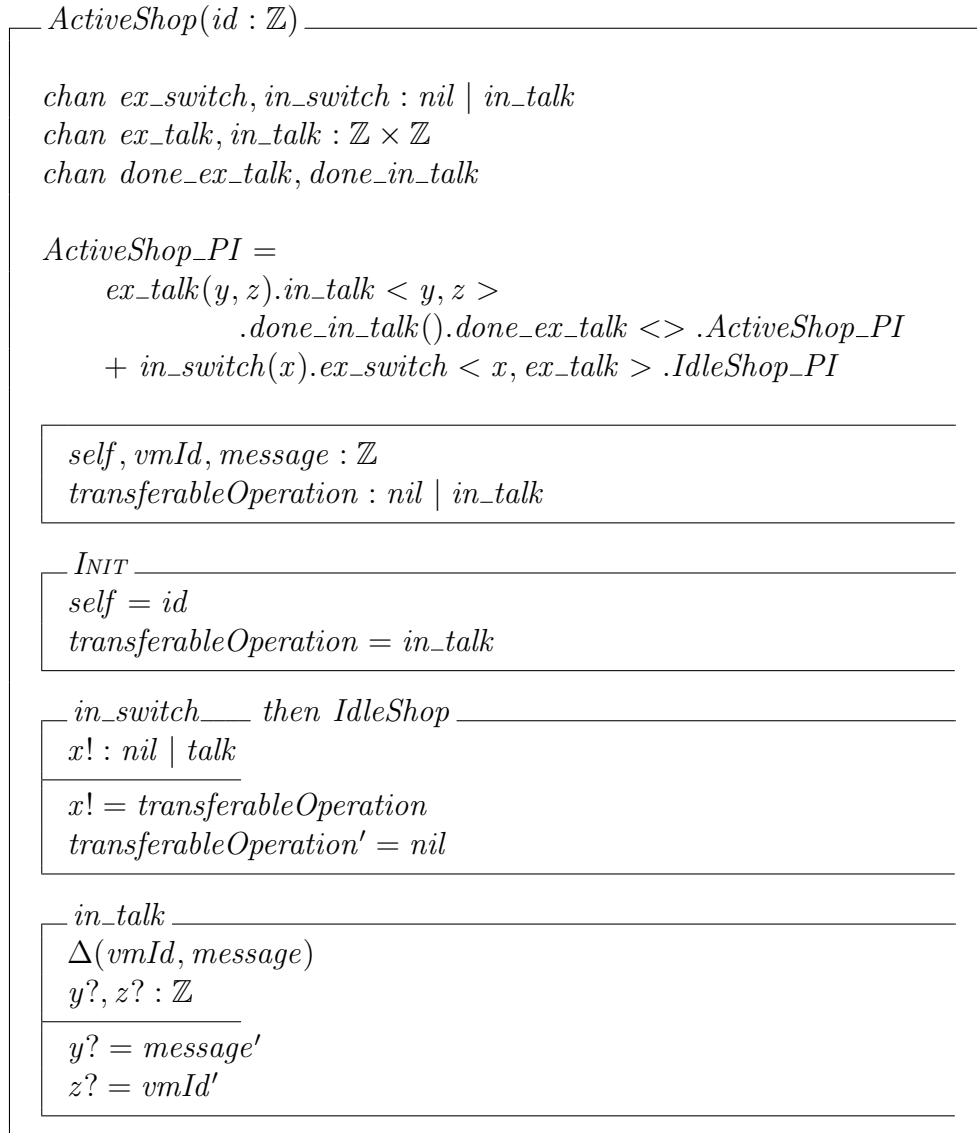 ActiveShop(id : ℤ)
chan ex_switch, in_switch : nil | in_talk
chan ex_talk, in_talk : ℤ × ℤ
chan done_ex_talk, done_in_talk
ActiveShop_PI =
ex_talk(y, z).in_talk < y, z >
.done_in_talk().done_ex_talk <> .ActiveShop_PI
+ in_switch(x).ex_switch < x, ex_talk > .IdleShop_PI
self, vmId, message : ℤ
transferableOperation : nil | in_talk
INIT
self = id
transferableOperation = in_talk
in_switch___ then IdleShop
x! : nil | talk
x! = transferableOperation
transferableOperation′ = nil
in_talk
Δ(vmId, message)
y?, z? : ℤ
y? = message′
z? = vmId′